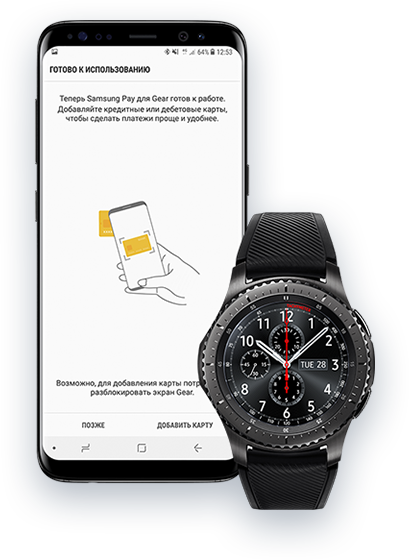 64% 12:53
ГОТОВО К ИСПОЛЬЗОВАНИЮ
Теперь Samsung Pay для Gear готов к работе.
Добавляйте кредитные или дебетовые карты,
чтобы сделать платежи проще и удобнее.
Возможно, для добавления карты
разблокировать экран Gear.
ПОЗЖЕ ДОБАВИТЬ КАРТУ
12
1
2
3
4
5
6
7
8
9
10
11
TUE 28